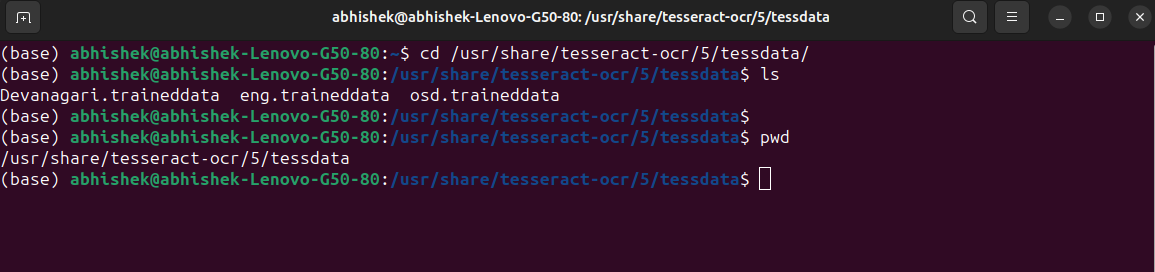 abhishek@abhishek-Lenovo-G50-80: /usr/share/tesseract-ocr/5/tessdata
(base) abhishek@abhishek-Lenovo-G50-80:~$ cd /usr/share/tesseract-ocr/5/tessdata/
(base) abhishek@abhishek-Lenovo-G50-80:/usr/share/tesseract-ocr/5/tessdata$ ls
Devanagari.traineddata  eng.traineddata  osd.traineddata
(base) abhishek@abhishek-Lenovo-G50-80:/usr/share/tesseract-ocr/5/tessdata$
(base) abhishek@abhishek-Lenovo-G50-80:/usr/share/tesseract-ocr/5/tessdata$ pwd
/usr/share/tesseract-ocr/5/tessdata
(base) abhishek@abhishek-Lenovo-G50-80:/usr/share/tesseract-ocr/5/tessdata$